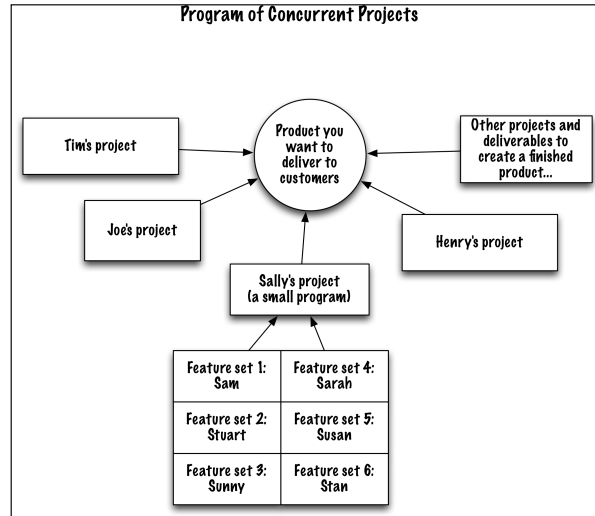 Program of Concurrent Projects
Product you
want to
deliver to
customers
Tim's project
Other projects and
deliverables to
create a finished
product...
Joe's project
Henry's project
Sally's project
(a small program)
Feature set 1:
Sam
Feature set 4:
Sarah
Feature set 2:
Stuart
Feature set 5:
Susan
Feature set 3:
Sunny
Feature set 6:
Stan